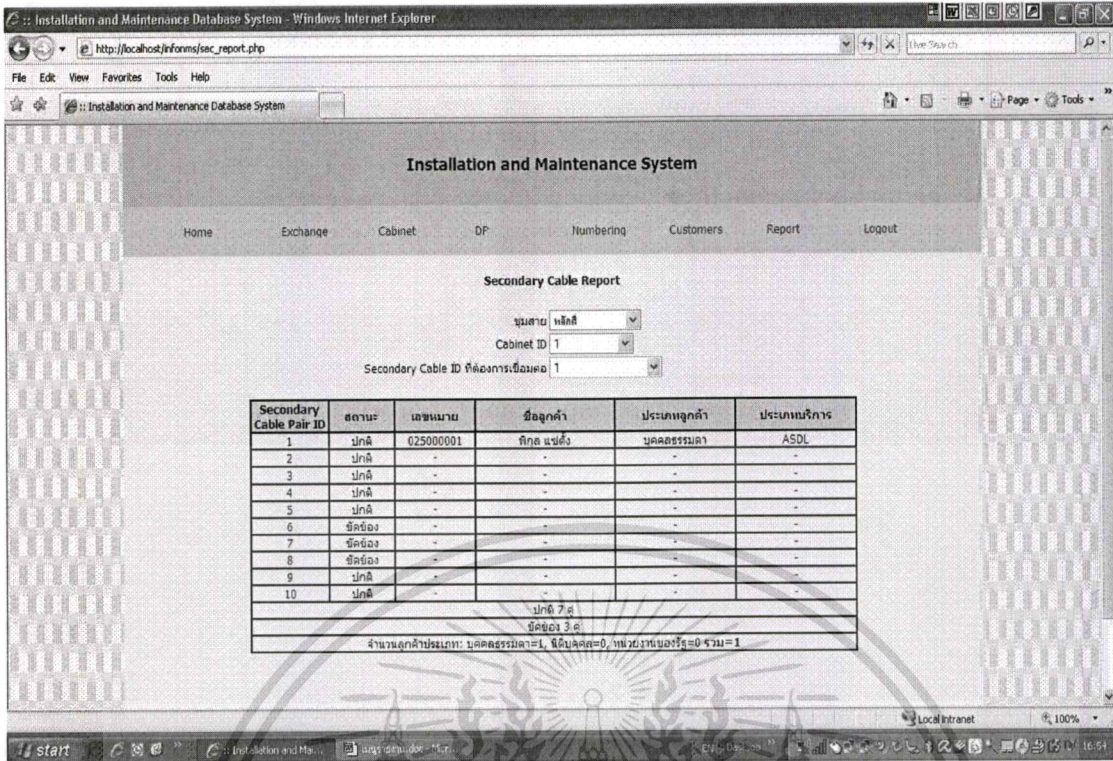 :: Installation and Maintenance Database System - Windows Internet Explorer
http://localhost/infonms/sec_report.php
Live Search
File Edit View Favorites Tools Help
:: Installation and Maintenance Database System
Page Tools
Installation and Maintenance System
Home Exchange Cabinet DP Numbering Customers Report Logout
Secondary Cable Report
ชุมสาย หลักสี่
Cabinet ID 1
Secondary Cable ID ที่ต้องการเชื่อมต่อ 1
Secondary Cable Pair ID สถานะ เลขหมาย ชื่อลูกค้า ประเภทลูกค้า ประเภทบริการ
1 ปกติ 025000001 พิกุล แซ่ตั้ง บุคคลธรรมดา ASDL
2 ปกติ - - - -
3 ปกติ - - - -
4 ปกติ - - - -
5 ปกติ - - - -
6 ขัดข้อง - - - -
7 ขัดข้อง - - - -
8 ขัดข้อง - - - -
9 ปกติ - - - -
10 ปกติ - - - -
ปกติ 7 คู่
ขัดข้อง 3 คู่
จำนวนลูกค้าประเภท: บุคคลธรรมดา=1, นิติบุคคล=0, หน่วยงานของรัฐ=0 รวม=1
Local intranet 100%
start :: Installation and Mai... EN 16:54